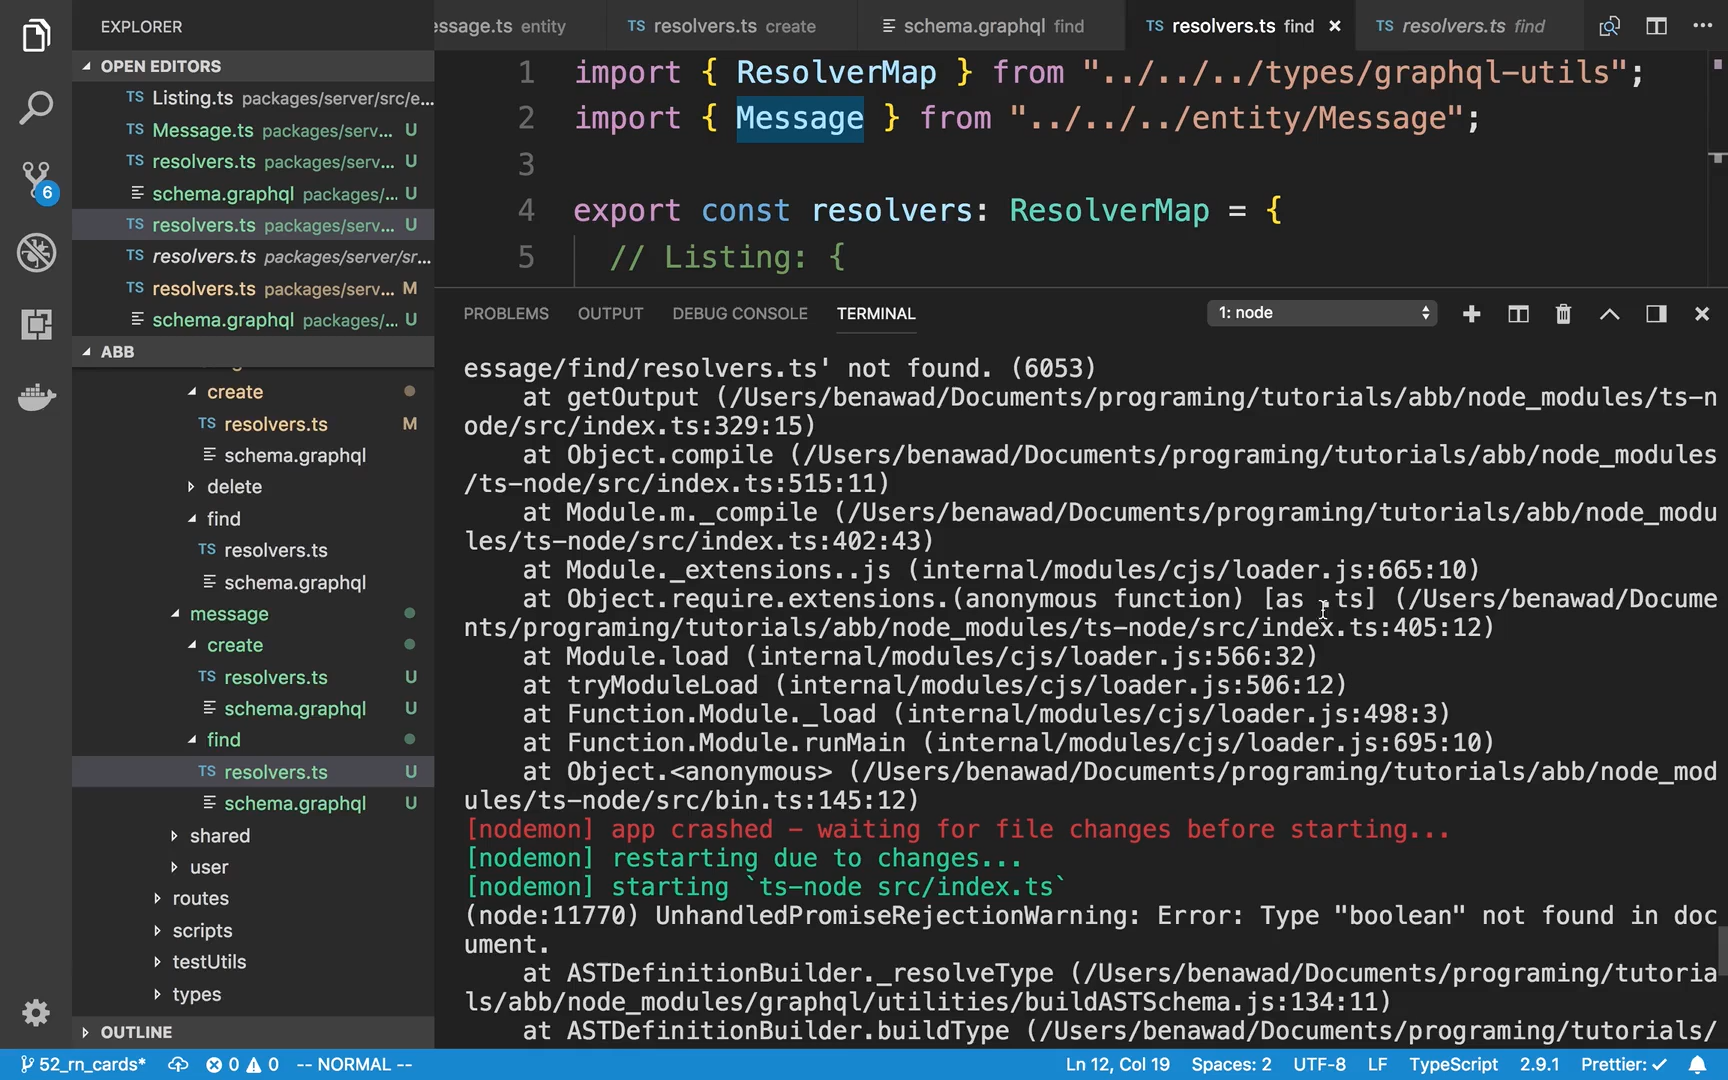 EXPLORER
essage.ts entity
TS resolvers.ts create
schema.graphql find
TS resolvers.ts find
TS resolvers.ts find
OPEN EDITORS
TS Listing.ts packages/server/src/e...
TS Message.ts packages/serv... U
TS resolvers.ts packages/serv... U
schema.graphql packages/... U
TS resolvers.ts packages/serv... U
TS resolvers.ts packages/server/sr...
TS resolvers.ts packages/serv... M
schema.graphql packages/... U
ABB
create
TS resolvers.ts M
schema.graphql
delete
find
TS resolvers.ts
schema.graphql
message
create
TS resolvers.ts U
schema.graphql U
find
TS resolvers.ts U
schema.graphql U
shared
user
routes
scripts
testUtils
types
OUTLINE
6
1 import { ResolverMap } from "../../../types/graphql-utils";
2 import { Message } from "../../../entity/Message";
3
4 export const resolvers: ResolverMap = {
5 // Listing: {
PROBLEMS OUTPUT DEBUG CONSOLE TERMINAL 1: node
essage/find/resolvers.ts' not found. (6053)
at getOutput (/Users/benawad/Documents/programing/tutorials/abb/node_modules/ts-n
ode/src/index.ts:329:15)
at Object.compile (/Users/benawad/Documents/programing/tutorials/abb/node_modules
/ts-node/src/index.ts:515:11)
at Module.m._compile (/Users/benawad/Documents/programing/tutorials/abb/node_modu
les/ts-node/src/index.ts:402:43)
at Module._extensions..js (internal/modules/cjs/loader.js:665:10)
at Object.require.extensions.(anonymous function) [as .ts] (/Users/benawad/Docume
nts/programing/tutorials/abb/node_modules/ts-node/src/index.ts:405:12)
at Module.load (internal/modules/cjs/loader.js:566:32)
at tryModuleLoad (internal/modules/cjs/loader.js:506:12)
at Function.Module._load (internal/modules/cjs/loader.js:498:3)
at Function.Module.runMain (internal/modules/cjs/loader.js:695:10)
at Object.<anonymous> (/Users/benawad/Documents/programing/tutorials/abb/node_mod
ules/ts-node/src/bin.ts:145:12)
[nodemon] app crashed - waiting for file changes before starting...
[nodemon] restarting due to changes...
[nodemon] starting `ts-node src/index.ts`
(node:11770) UnhandledPromiseRejectionWarning: Error: Type "boolean" not found in doc
ument.
at ASTDefinitionBuilder._resolveType (/Users/benawad/Documents/programing/tutoria
ls/abb/node_modules/graphql/utilities/buildASTSchema.js:134:11)
at ASTDefinitionBuilder.buildType (/Users/benawad/Documents/programing/tutorials/
52_rn_cards* 0 0 -- NORMAL -- Ln 12, Col 19 Spaces: 2 UTF-8 LF TypeScript 2.9.1 Prettier: ✓